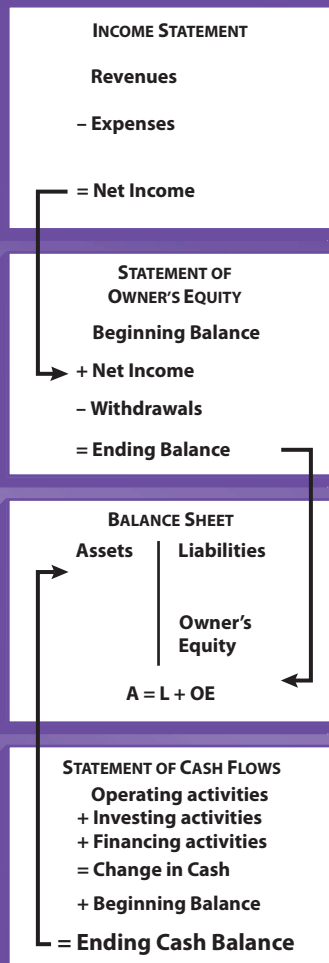 INCOME STATEMENT
Revenues
– Expenses
= Net Income
STATEMENT OF
OWNER'S EQUITY
Beginning Balance
+ Net Income
– Withdrawals
= Ending Balance
BALANCE SHEET
Assets Liabilities
Owner's
Equity
A = L + OE
STATEMENT OF CASH FLOWS
Operating activities
+ Investing activities
+ Financing activities
= Change in Cash
+ Beginning Balance
= Ending Cash Balance